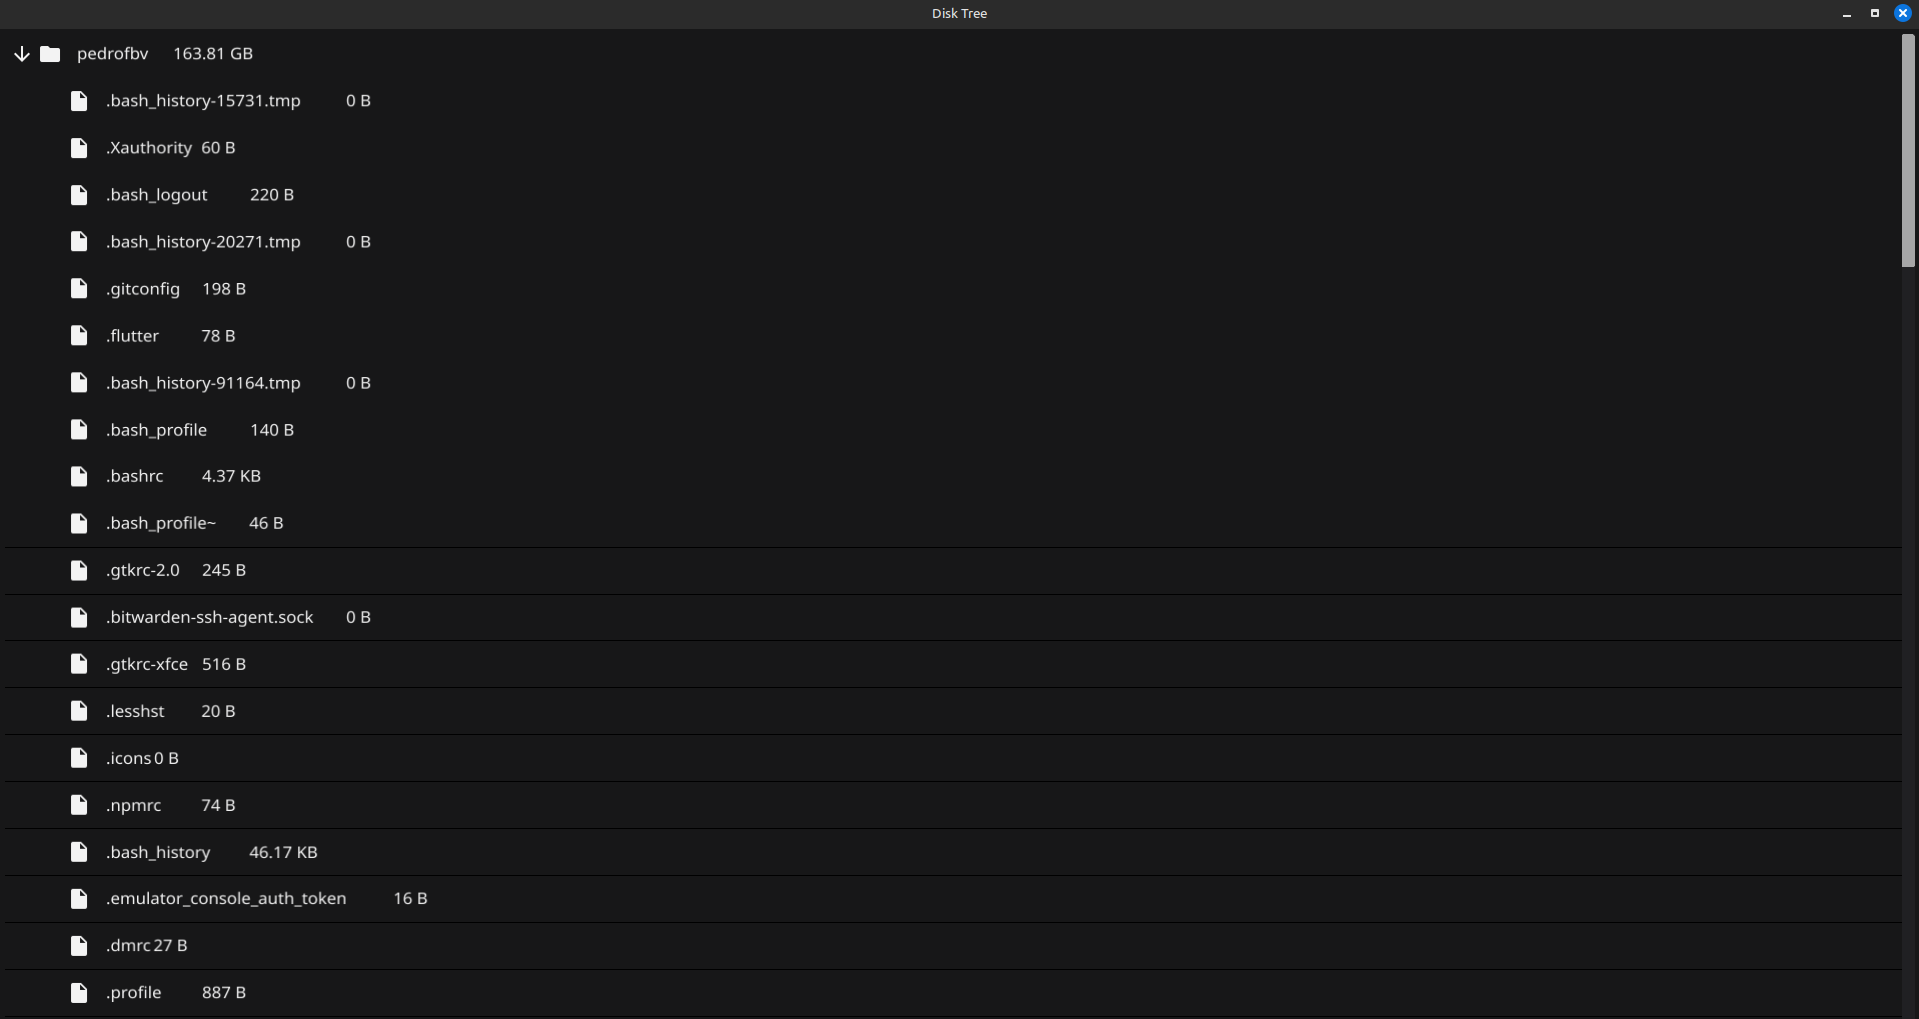 Disk Tree
pedrofbv 163.81 GB
.bash_history-15731.tmp 0 B
.Xauthority 60 B
.bash_logout 220 B
.bash_history-20271.tmp 0 B
.gitconfig 198 B
.flutter 78 B
.bash_history-91164.tmp 0 B
.bash_profile 140 B
.bashrc 4.37 KB
.bash_profile~ 46 B
.gtkrc-2.0 245 B
.bitwarden-ssh-agent.sock 0 B
.gtkrc-xfce 516 B
.lesshst 20 B
.icons 0 B
.npmrc 74 B
.bash_history 46.17 KB
.emulator_console_auth_token 16 B
.dmrc 27 B
.profile 887 B